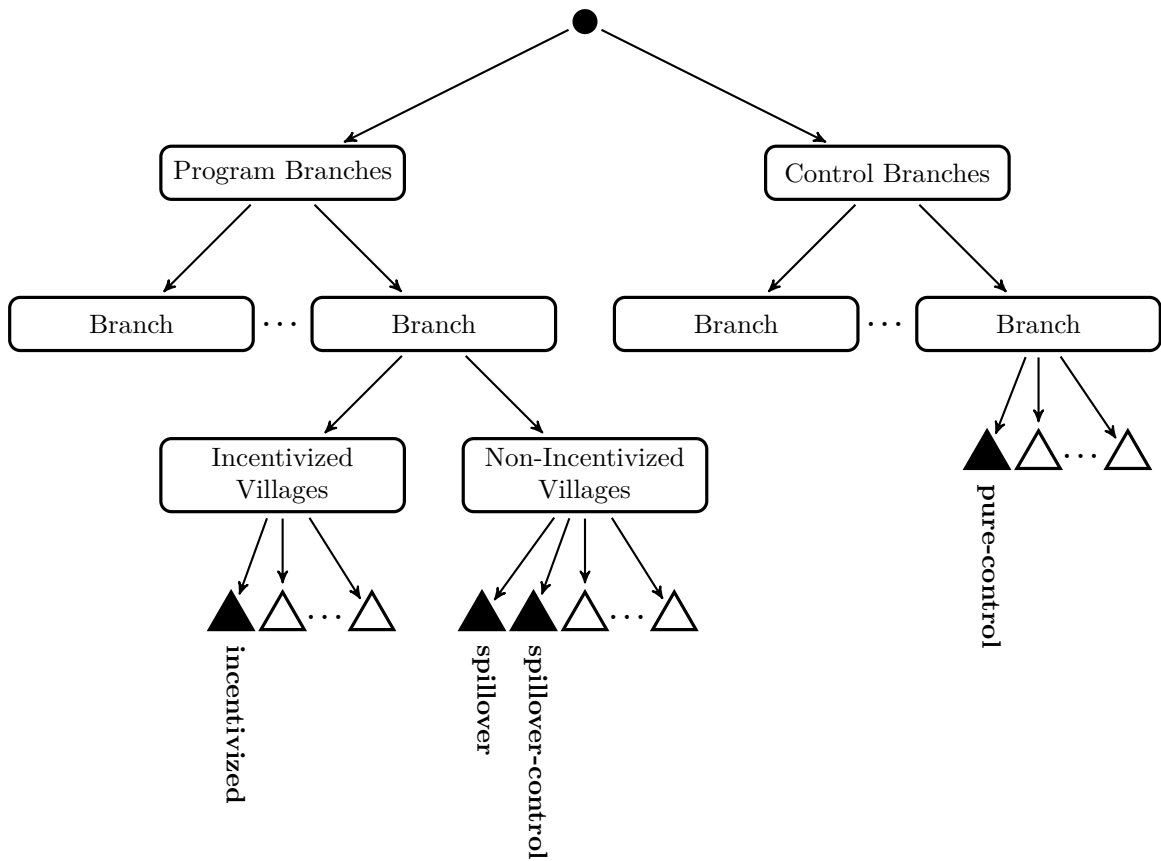 Program Branches
Control Branches
Branch
...
Branch
Branch
...
Branch
Incentivized
Villages
Non-Incentivized
Villages
...
pure-control
...
...
incentivized
spillover
spillover-control